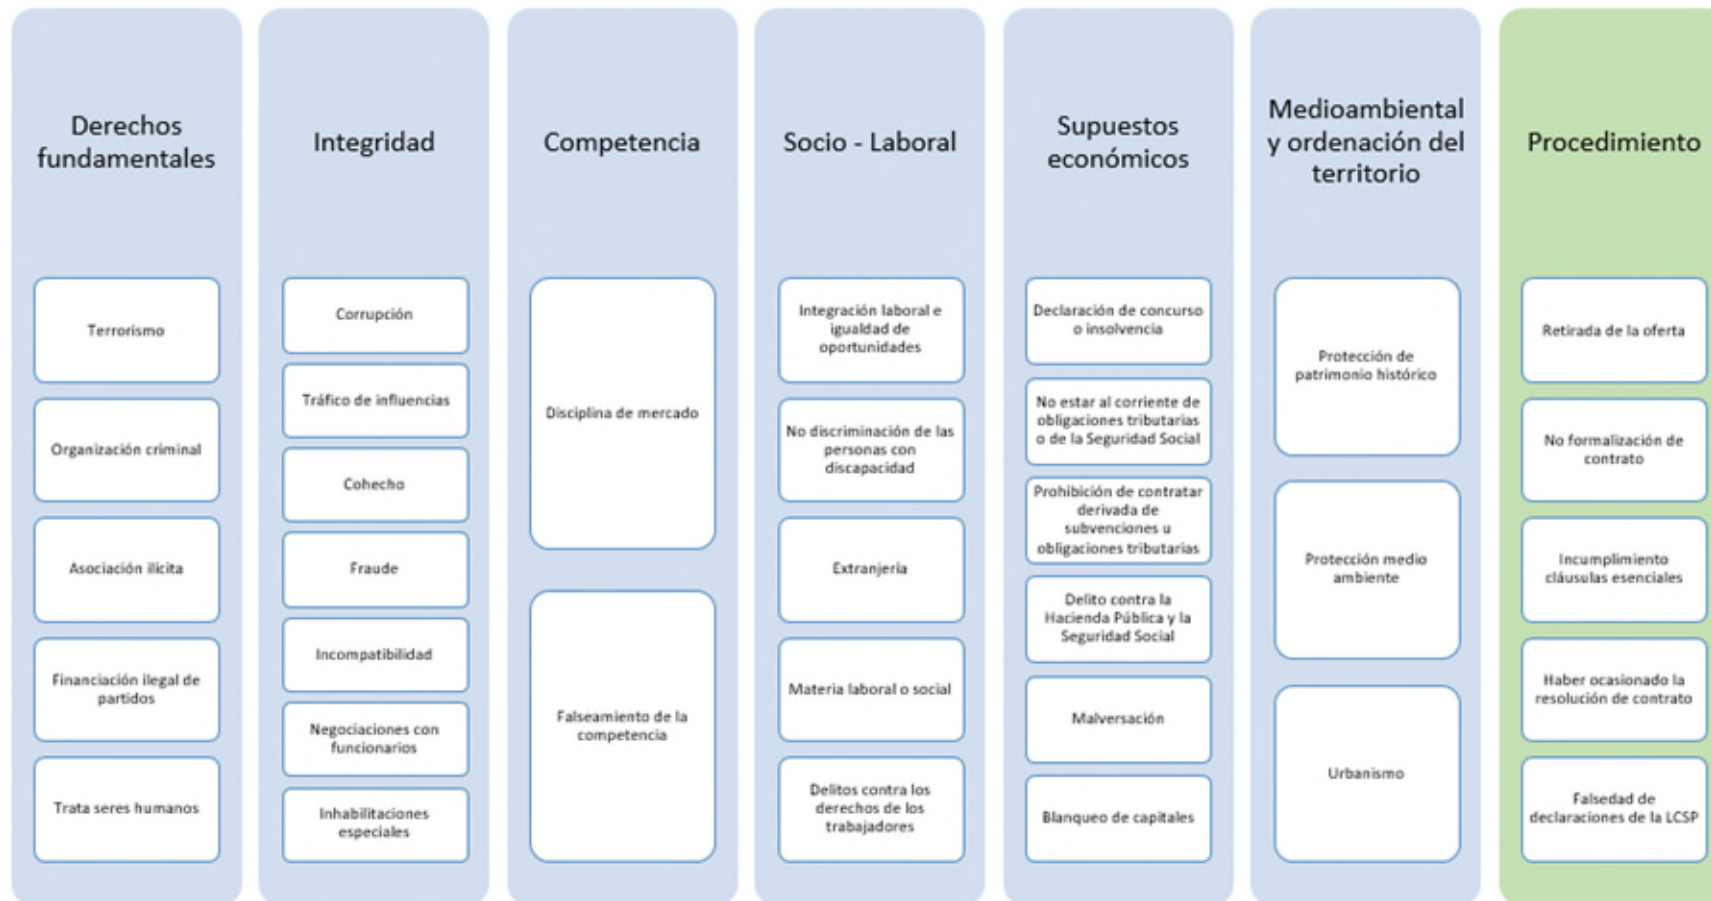 Derechos
fundamentales
Terrorismo
Organización criminal
Asociación ilícita
Financiación ilegal de
partidos
Trata seres humanos
Integridad
Corrupción
Tráfico de influencias
Cohecho
Fraude
Incompatibilidad
Negociaciones con
funcionarios
Inhabilitaciones
especiales
Competencia
Disciplina de mercado
Falseamiento de la
competencia
Socio - Laboral
Integración laboral e
igualdad de
oportunidades
No discriminación de las
personas con
discapacidad
Extranjería
Materia laboral o social
Delitos contra los
derechos de los
trabajadores
Supuestos
económicos
Declaración de concurso
o insolvencia
No estar al corriente de
obligaciones tributarias
o de la Seguridad Social
Prohibición de contratar
derivada de
subvenciones u
obligaciones tributarias
Delito contra la
Hacienda Pública y la
Seguridad Social
Malversación
Blanqueo de capitales
Medioambiental
y ordenación del
territorio
Protección de
patrimonio histórico
Protección medio
ambiente
Urbanismo
Procedimiento
Retirada de la oferta
No formalización de
contrato
Incumplimiento
cláusulas esenciales
Haber ocasionado la
resolución de contrato
Falsedad de
declaraciones de la LCSP